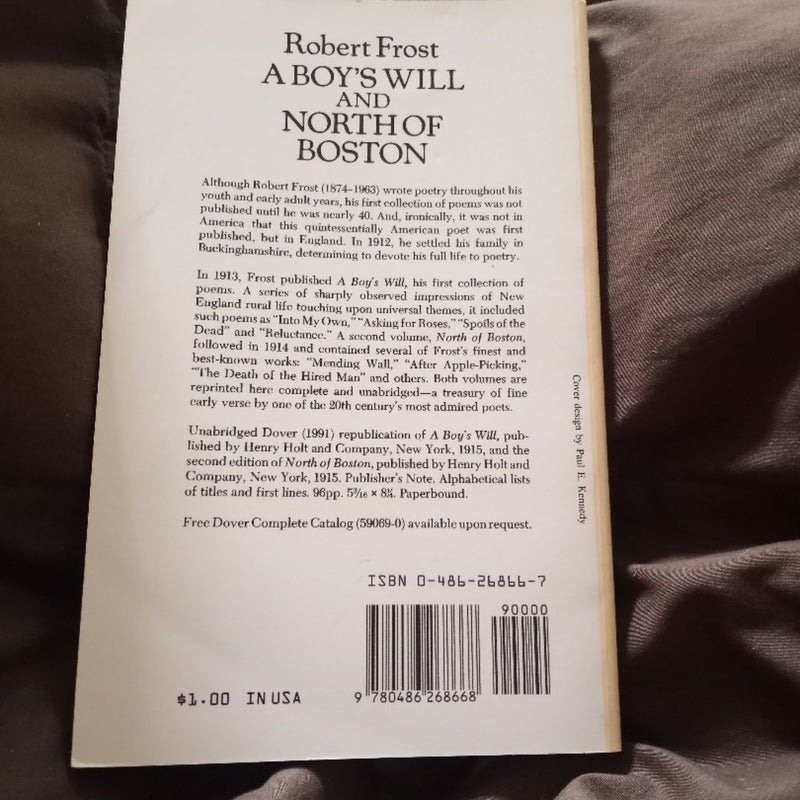 Robert Frost
A BOY'S WILL
AND
NORTH OF
BOSTON
Although Robert Frost (1874–1963) wrote poetry throughout his
youth and early adult years, his first collection of poems was not
published until he was nearly 40. And, ironically, it was not in
America that this quintessentially American poet was first
published, but in England. In 1912, he settled his family in
Buckinghamshire, determining to devote his full life to poetry.
In 1913, Frost published A Boy's Will, his first collection of
poems. A series of sharply observed impressions of New
England rural life touching upon universal themes, it included
such poems as "Into My Own," "Asking for Roses," "Spoils of the
Dead" and "Reluctance." A second volume, North of Boston,
followed in 1914 and contained several of Frost's finest and
best-known works: "Mending Wall," "After Apple-Picking,"
"The Death of the Hired Man" and others. Both volumes are
reprinted here complete and unabridged—a treasury of fine
early verse by one of the 20th century's most admired poets.
Unabridged Dover (1991) republication of A Boy's Will, pub-
lished by Henry Holt and Company, New York, 1915, and the
second edition of North of Boston, published by Henry Holt and
Company, New York, 1915. Publisher's Note. Alphabetical lists
of titles and first lines. 96pp. 5³⁄₁₆ × 8¼. Paperbound.
Free Dover Complete Catalog (59069-0) available upon request.
Cover design by Paul E. Kennedy
ISBN 0-486-26866-7
90000
9 780486 268668
$1.00 IN USA